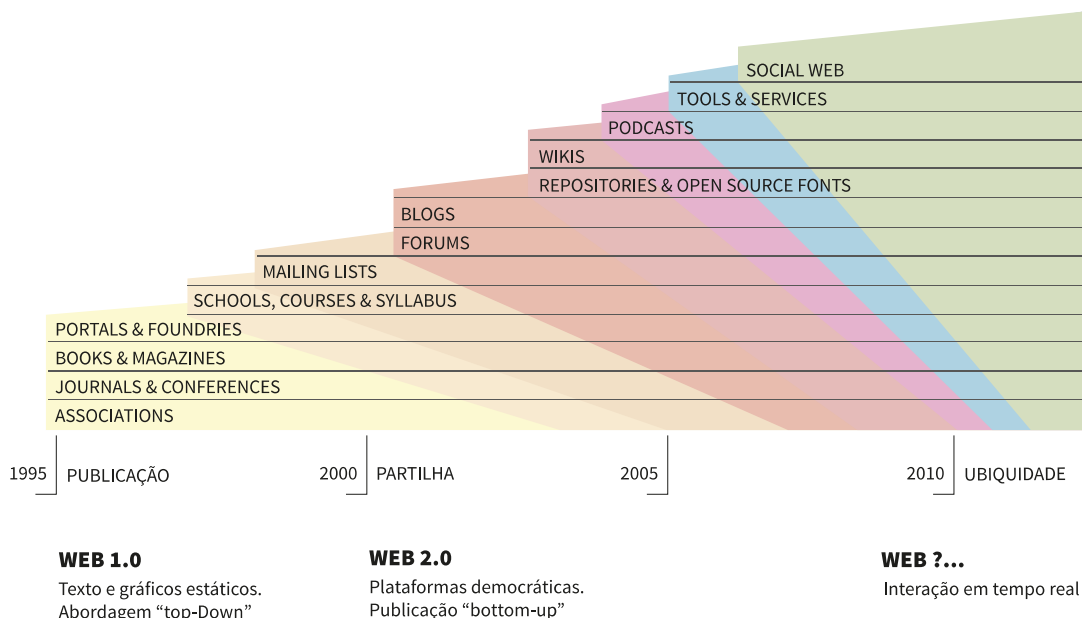 SOCIAL WEB
TOOLS & SERVICES
PODCASTS
WIKIS
REPOSITORIES & OPEN SOURCE FONTS
BLOGS
FORUMS
MAILING LISTS
SCHOOLS, COURSES & SYLLABUS
PORTALS & FOUNDRIES
BOOKS & MAGAZINES
JOURNALS & CONFERENCES
ASSOCIATIONS
1995 PUBLICAÇÃO 2000 PARTILHA 2005 2010 UBIQUIDADE
WEB 1.0
Texto e gráficos estáticos.
Abordagem “top-Down”
WEB 2.0
Plataformas democráticas.
Publicação “bottom-up”
WEB ?...
Interação em tempo real